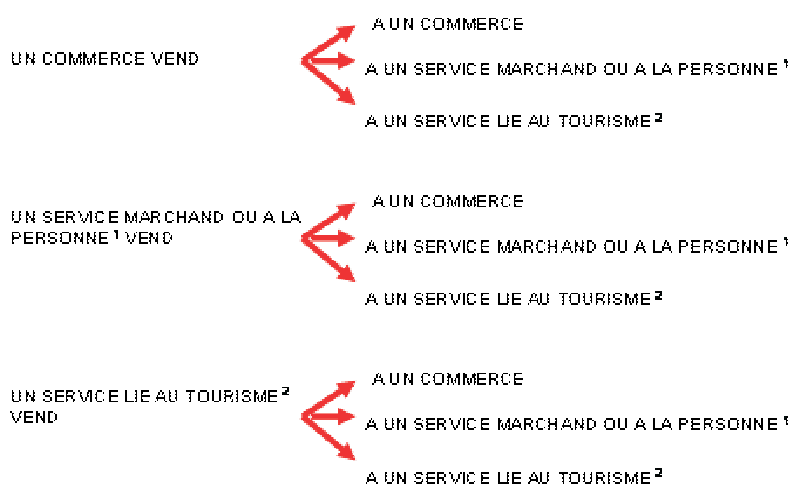 UN COMMERCE VEND
A UN COMMERCE
A UN SERVICE MARCHAND OU A LA PERSONNE ¹
A UN SERVICE LIE AU TOURISME ²
UN SERVICE MARCHAND OU A LA
PERSONNE ¹ VEND
A UN COMMERCE
A UN SERVICE MARCHAND OU A LA PERSONNE ¹
A UN SERVICE LIE AU TOURISME ²
UN SERVICE LIE AU TOURISME ²
VEND
A UN COMMERCE
A UN SERVICE MARCHAND OU A LA PERSONNE ¹
A UN SERVICE LIE AU TOURISME ²